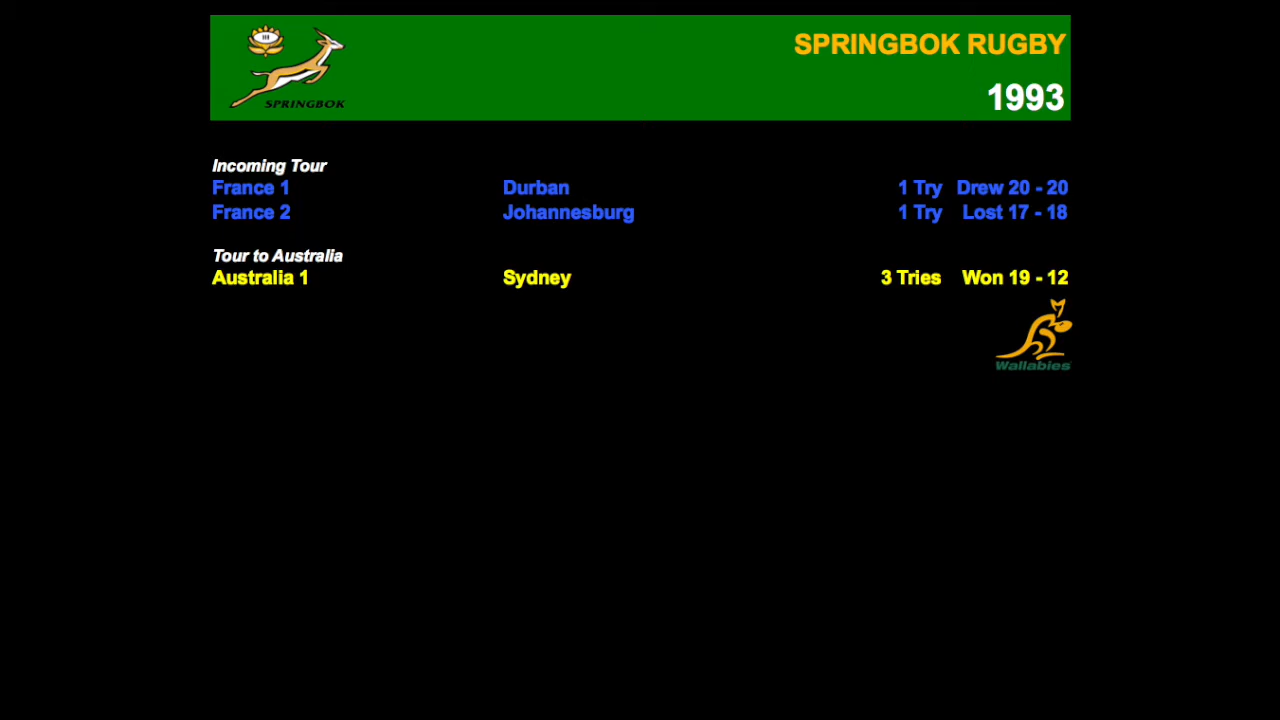 SPRINGBOK RUGBY
SPRINGBOK
1993
Incoming Tour
France 1 Durban 1 Try Drew 20 - 20
France 2 Johannesburg 1 Try Lost 17 - 18
Tour to Australia
Australia 1 Sydney 3 Tries Won 19 - 12
Wallabies